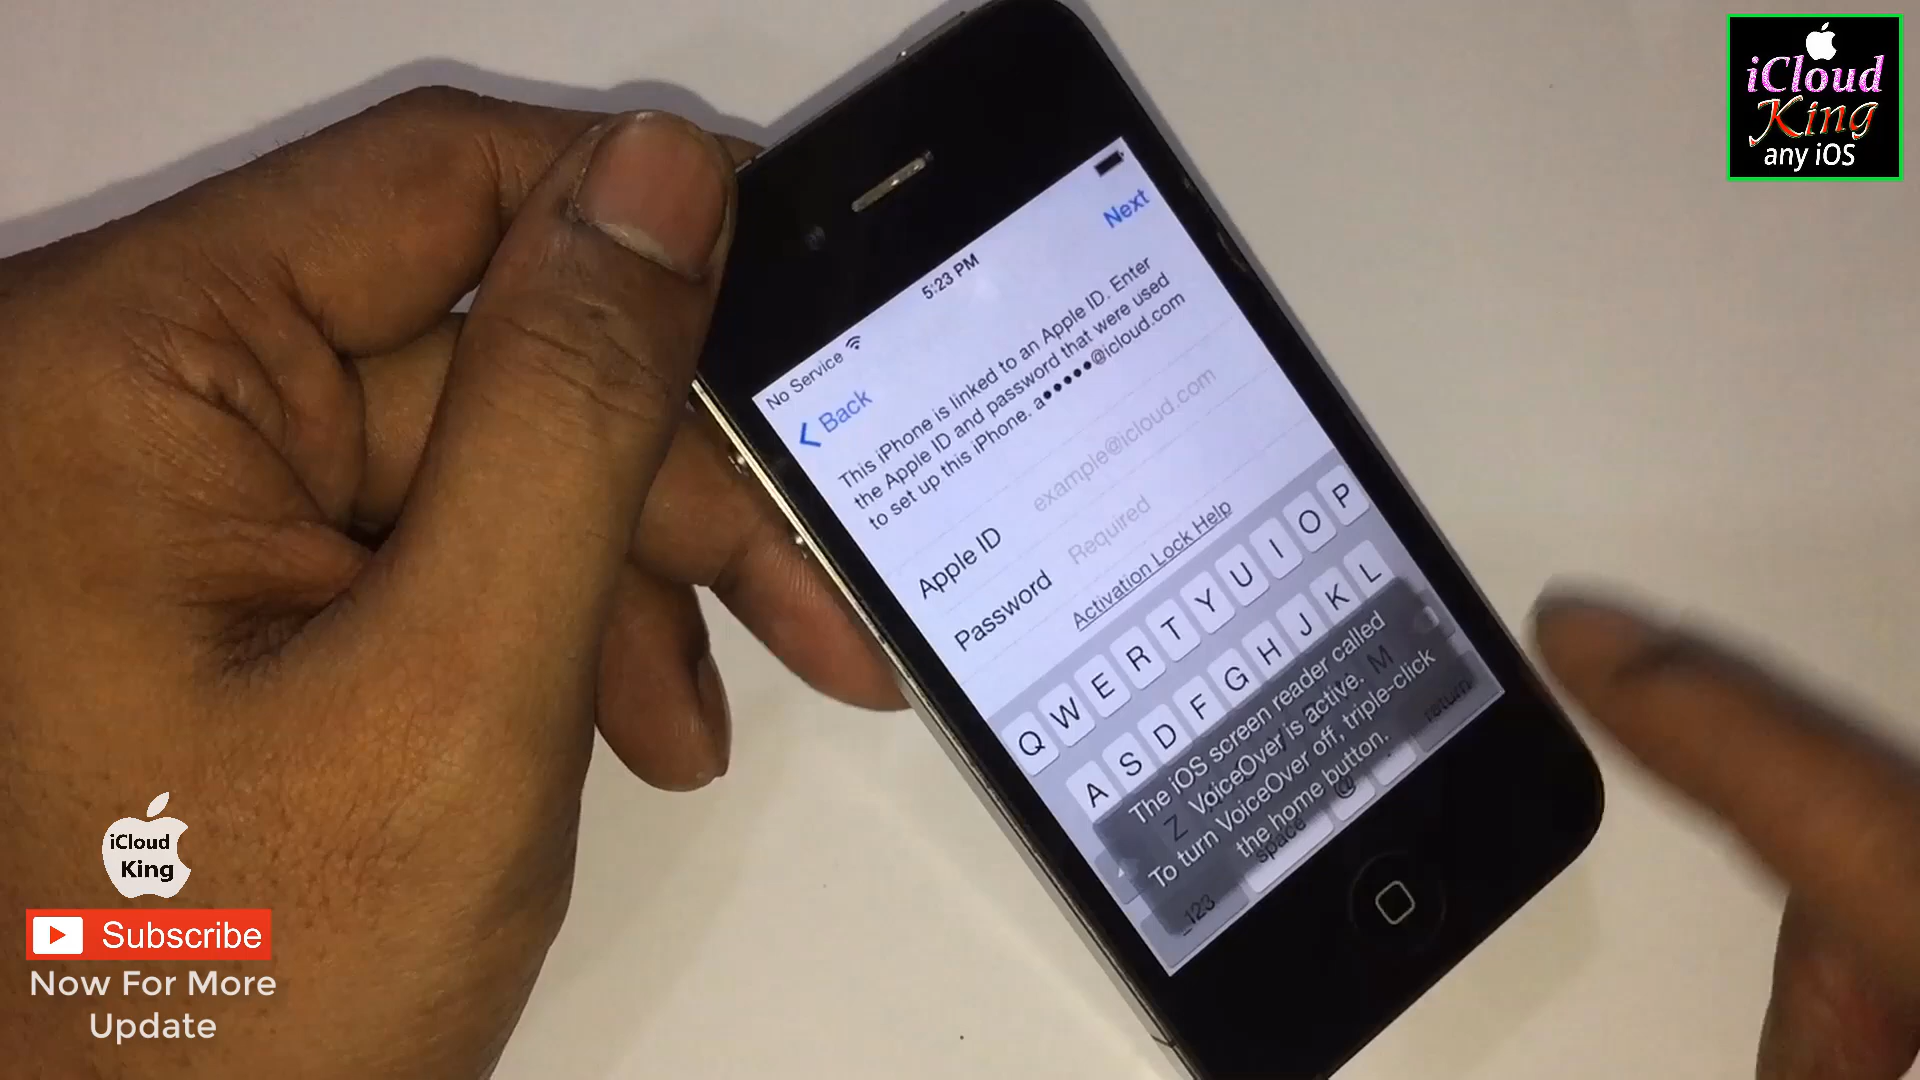 iCloud
King
any iOS
No Service
5:23 PM
Back
Next
This iPhone is linked to an Apple ID. Enter
the Apple ID and password that were used
to set up this iPhone. a•••••@icloud.com
Apple ID example@icloud.com
Password Required
Activation Lock Help
Q W E R T Y U I O P
A S D F G H J K L
Z M
123 space @ . return
The iOS screen reader called
VoiceOver is active.
To turn VoiceOver off, triple-click
the home button.
iCloud
King
Subscribe
Now For More
Update